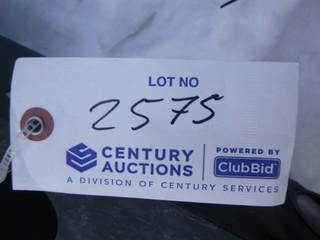 LOT NO
2575
CENTURY AUCTIONS
POWERED BY
ClubBid
A DIVISION OF CENTURY SERVICES